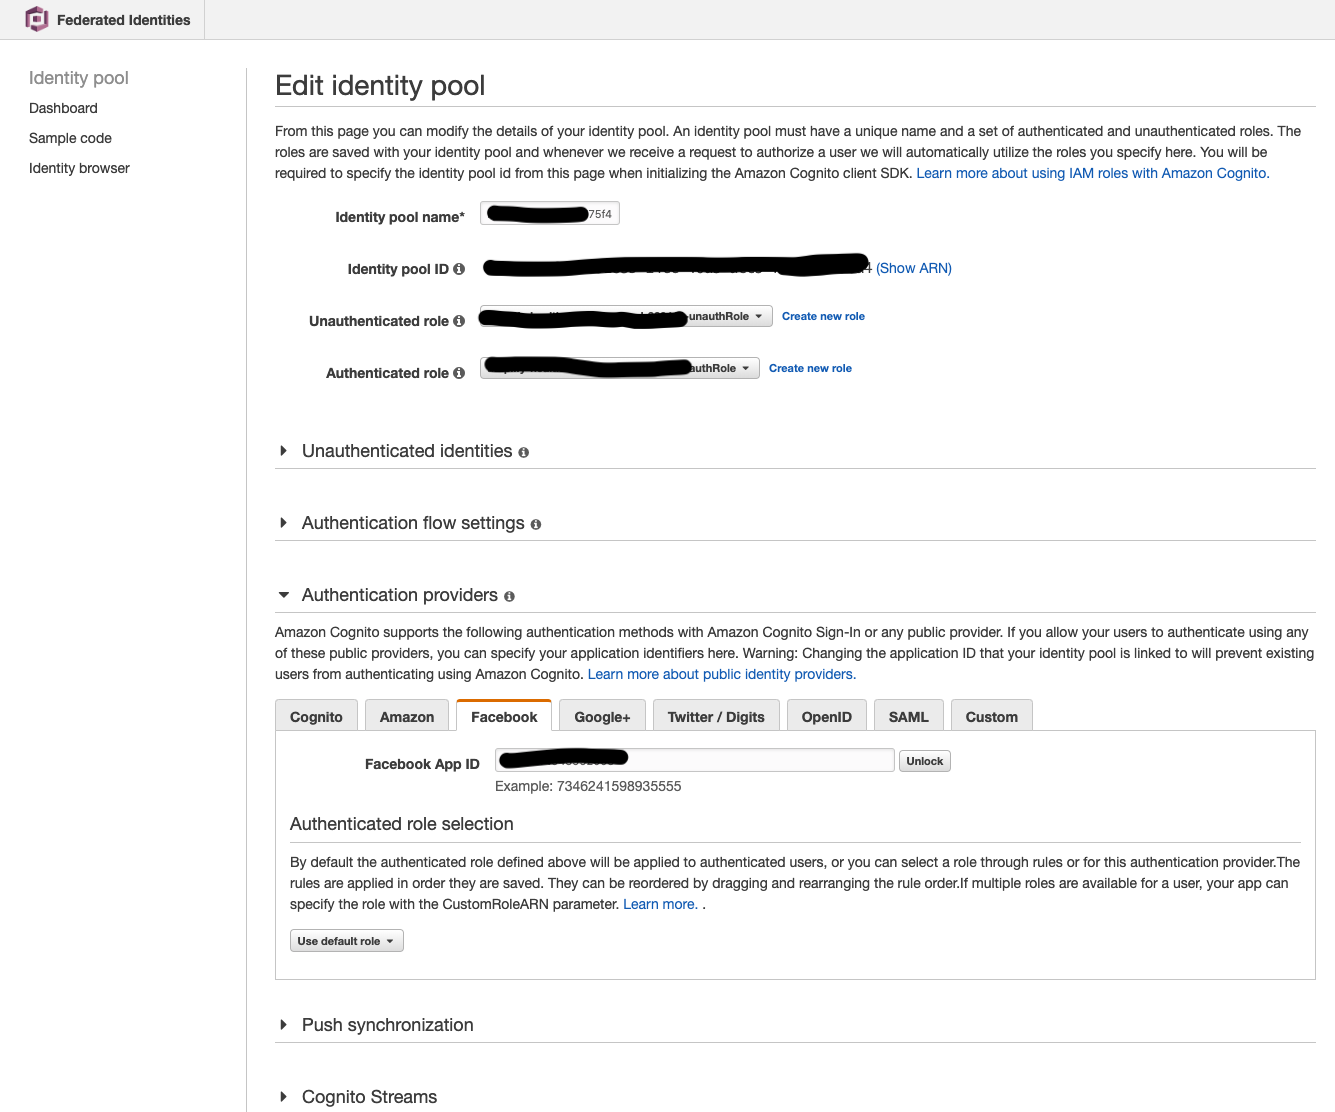 Federated Identities
Identity pool
Dashboard
Sample code
Identity browser
Edit identity pool
From this page you can modify the details of your identity pool. An identity pool must have a unique name and a set of authenticated and unauthenticated roles. The
roles are saved with your identity pool and whenever we receive a request to authorize a user we will automatically utilize the roles you specify here. You will be
required to specify the identity pool id from this page when initializing the Amazon Cognito client SDK. Learn more about using IAM roles with Amazon Cognito.
Identity pool name* 75f4
Identity pool ID (Show ARN)
Unauthenticated role -unauthRole Create new role
Authenticated role authRole Create new role
Unauthenticated identities
Authentication flow settings
Authentication providers
Amazon Cognito supports the following authentication methods with Amazon Cognito Sign-In or any public provider. If you allow your users to authenticate using any
of these public providers, you can specify your application identifiers here. Warning: Changing the application ID that your identity pool is linked to will prevent existing
users from authenticating using Amazon Cognito. Learn more about public identity providers.
Cognito Amazon Facebook Google+ Twitter / Digits OpenID SAML Custom
Facebook App ID Unlock
Example: 7346241598935555
Authenticated role selection
By default the authenticated role defined above will be applied to authenticated users, or you can select a role through rules or for this authentication provider.The
rules are applied in order they are saved. They can be reordered by dragging and rearranging the rule order.If multiple roles are available for a user, your app can
specify the role with the CustomRoleARN parameter. Learn more. .
Use default role
Push synchronization
Cognito Streams